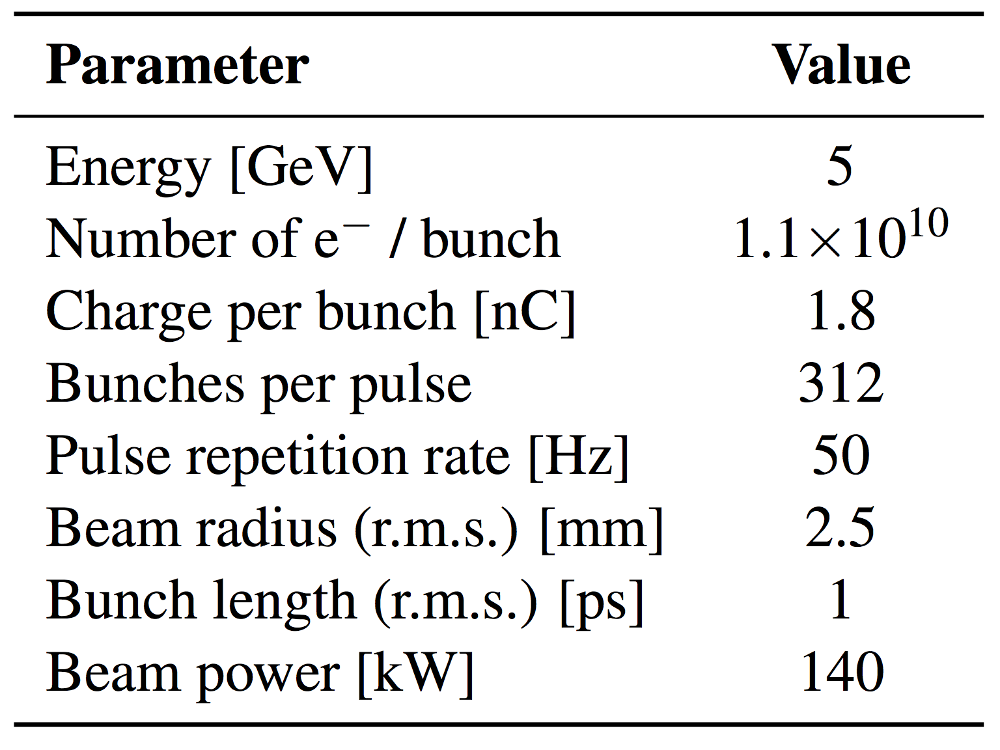 Parameter Value
Energy [GeV] 5
Number of e⁻ / bunch 1.1×10¹⁰
Charge per bunch [nC] 1.8
Bunches per pulse 312
Pulse repetition rate [Hz] 50
Beam radius (r.m.s.) [mm] 2.5
Bunch length (r.m.s.) [ps] 1
Beam power [kW] 140